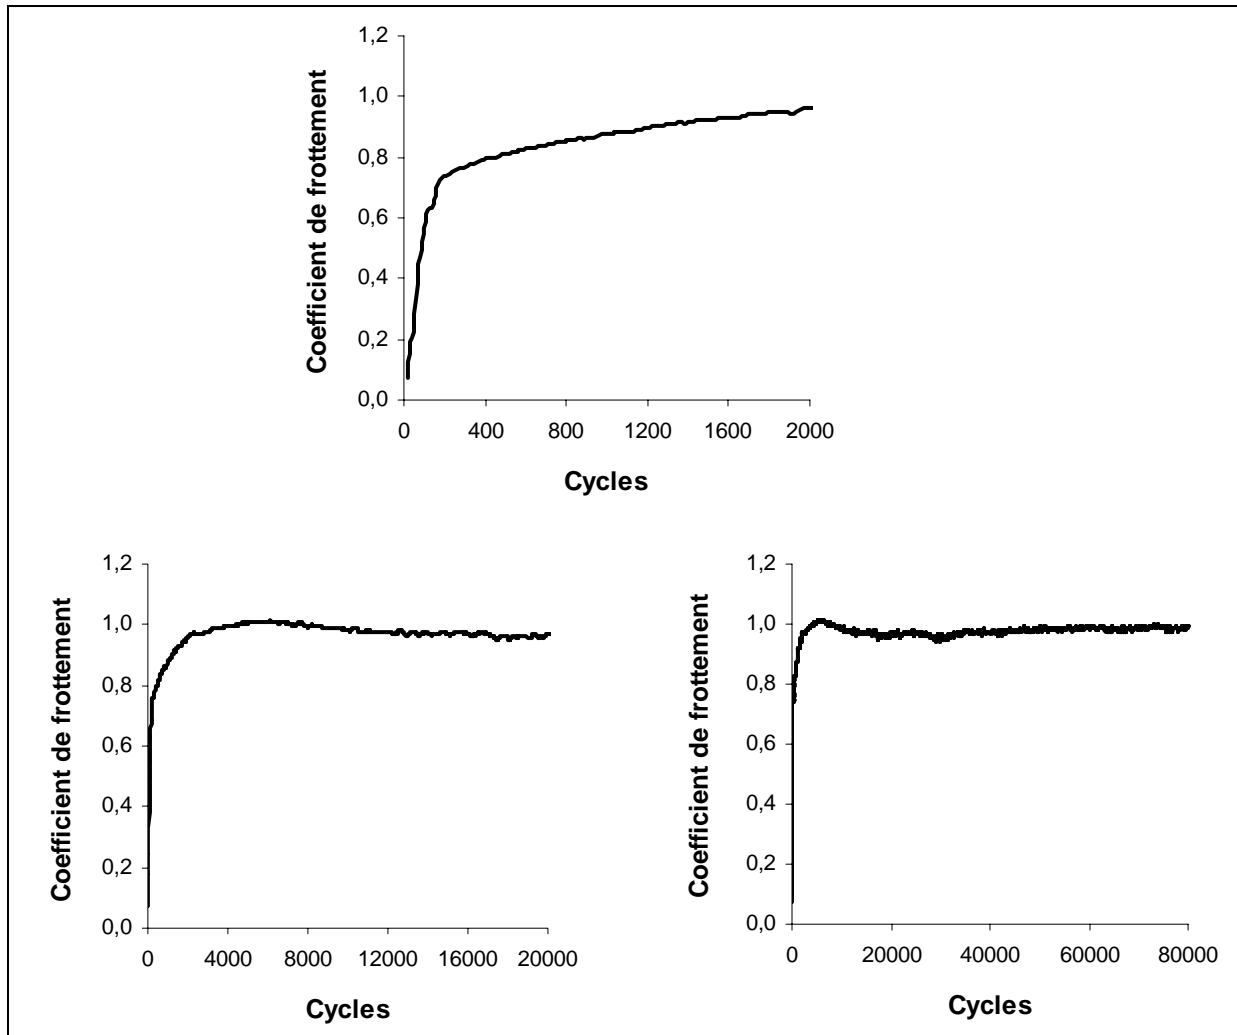 1,2
1,0
0,8
0,6
0,4
0,2
0,0
Coefficient de frottement
0 400 800 1200 1600 2000
Cycles
1,2
1,0
0,8
0,6
0,4
0,2
0,0
Coefficient de frottement
0 4000 8000 12000 16000 20000
Cycles
1,2
1,0
0,8
0,6
0,4
0,2
0,0
Coefficient de frottement
0 20000 40000 60000 80000
Cycles